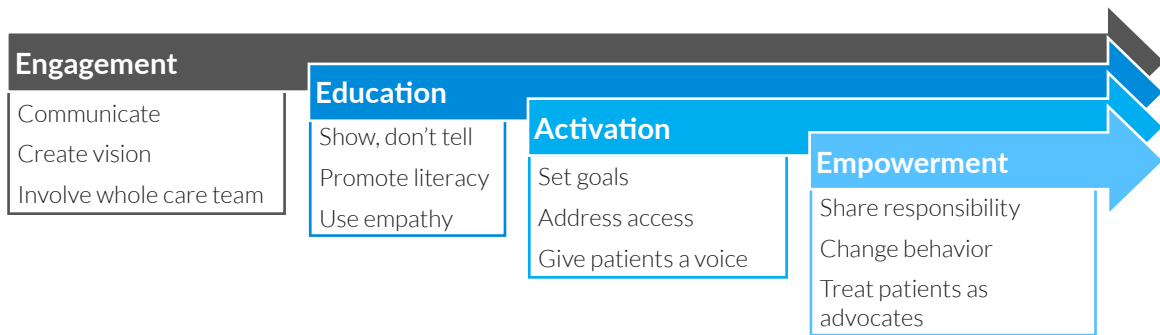 Engagement
Communicate
Create vision
Involve whole care team
Education
Show, don’t tell
Promote literacy
Use empathy
Activation
Set goals
Address access
Give patients a voice
Empowerment
Share responsibility
Change behavior
Treat patients as
advocates